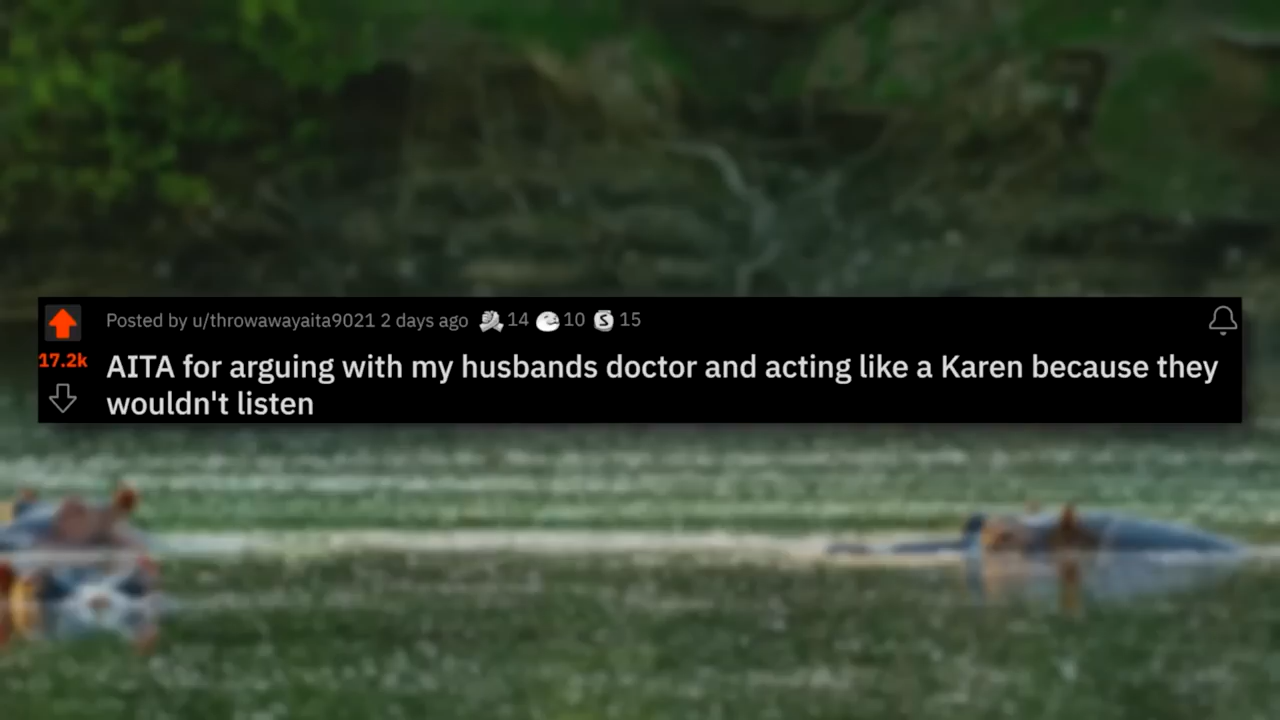 Posted by u/throwawayaita9021 2 days ago 14 10 S 15
17.2k
AITA for arguing with my husbands doctor and acting like a Karen because they
wouldn't listen